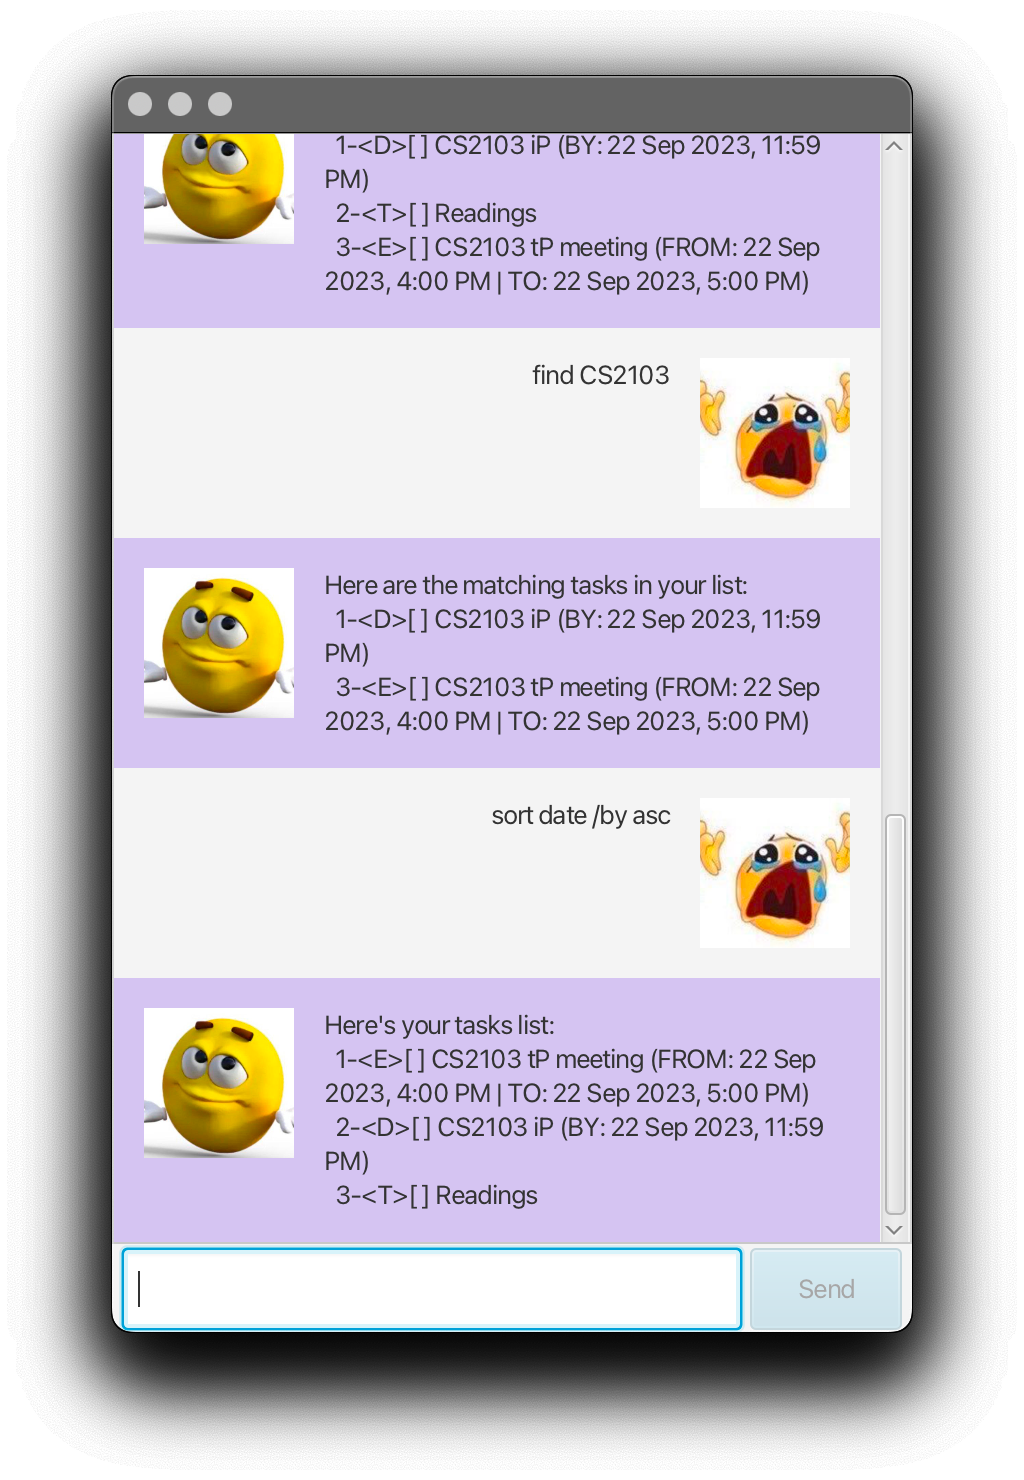 1-<D>[ ] CS2103 iP (BY: 22 Sep 2023, 11:59
PM)
2-<T>[ ] Readings
3-<E>[ ] CS2103 tP meeting (FROM: 22 Sep
2023, 4:00 PM | TO: 22 Sep 2023, 5:00 PM)
find CS2103
Here are the matching tasks in your list:
1-<D>[ ] CS2103 iP (BY: 22 Sep 2023, 11:59
PM)
3-<E>[ ] CS2103 tP meeting (FROM: 22 Sep
2023, 4:00 PM | TO: 22 Sep 2023, 5:00 PM)
sort date /by asc
Here's your tasks list:
1-<E>[ ] CS2103 tP meeting (FROM: 22 Sep
2023, 4:00 PM | TO: 22 Sep 2023, 5:00 PM)
2-<D>[ ] CS2103 iP (BY: 22 Sep 2023, 11:59
PM)
3-<T>[ ] Readings
Send